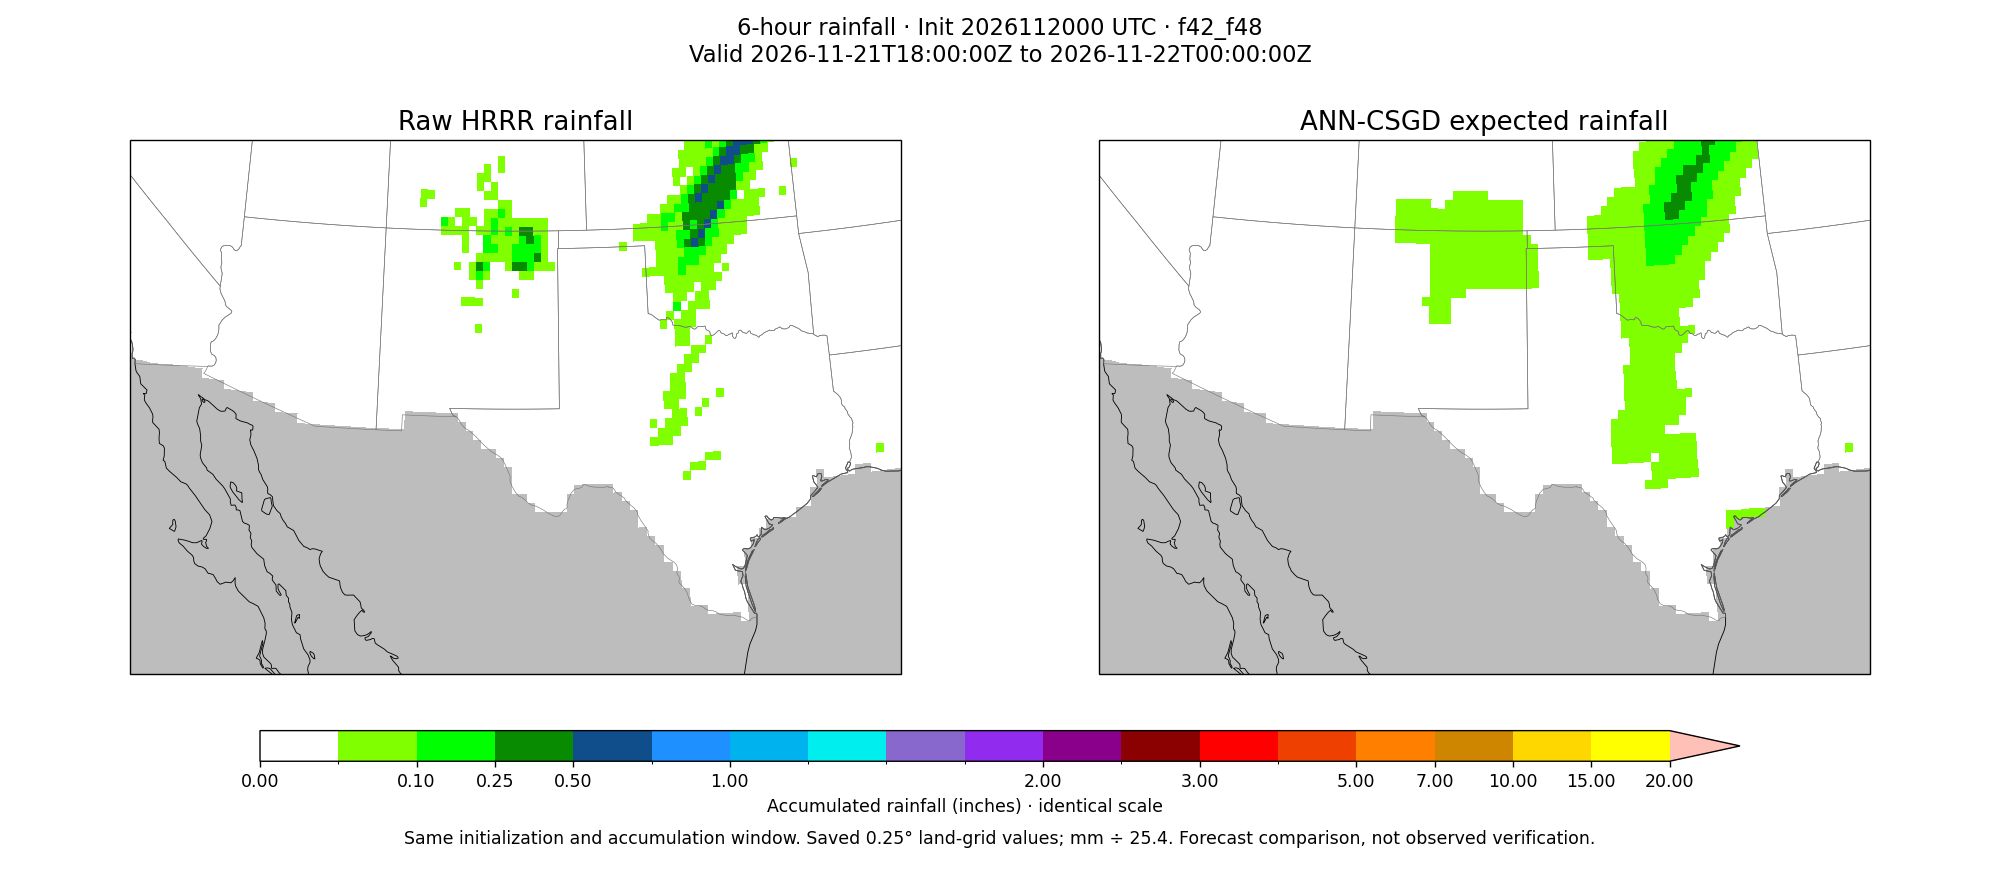 6-hour rainfall · Init 2026112000 UTC · f42_f48
Valid 2026-11-21T18:00:00Z to 2026-11-22T00:00:00Z
Raw HRRR rainfall
ANN-CSGD expected rainfall
0.00 0.10 0.25 0.50 1.00 2.00 3.00 5.00 7.00 10.00 15.00 20.00
Accumulated rainfall (inches) · identical scale
Same initialization and accumulation window. Saved 0.25° land-grid values; mm ÷ 25.4. Forecast comparison, not observed verification.